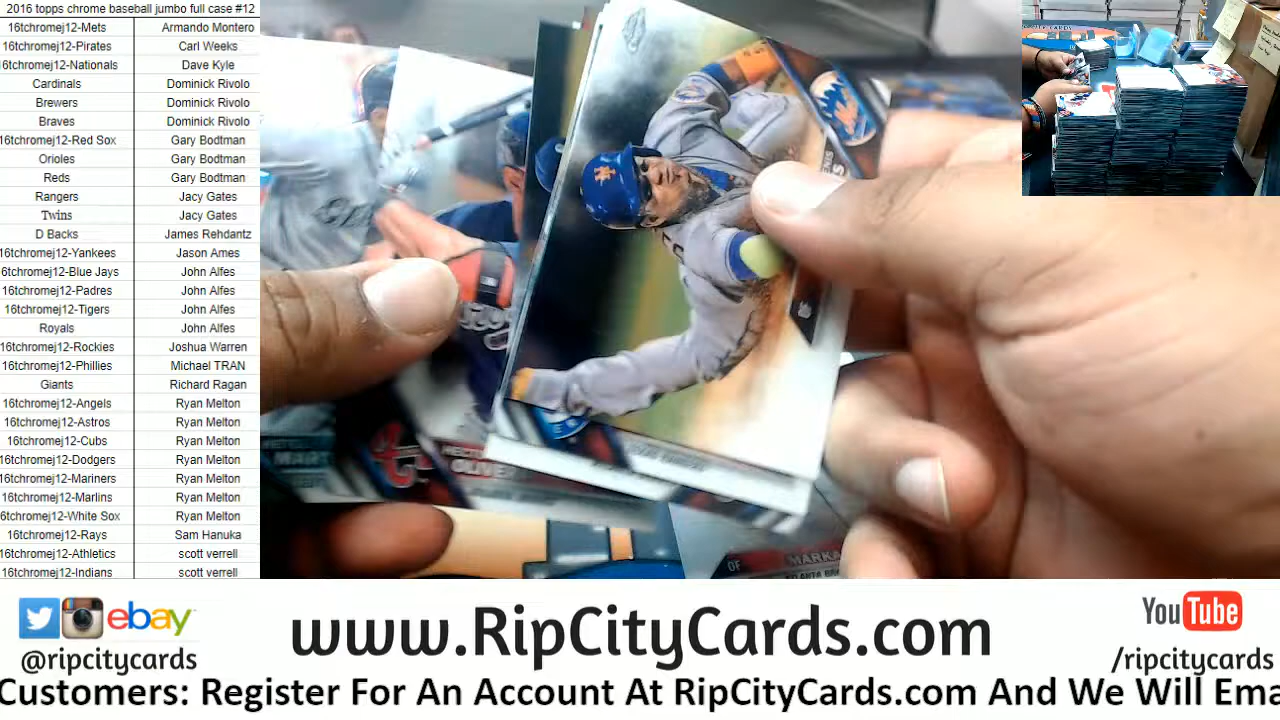 2016 topps chrome baseball jumbo full case #12
16tchromej12-Mets Armando Montero
16tchromej12-Pirates Carl Weeks
16tchromej12-Nationals Dave Kyle
Cardinals Dominick Rivolo
Brewers Dominick Rivolo
Braves Dominick Rivolo
16tchromej12-Red Sox Gary Bodtman
Orioles Gary Bodtman
Reds Gary Bodtman
Rangers Jacy Gates
Twins Jacy Gates
D Backs James Rehdantz
16tchromej12-Yankees Jason Ames
16tchromej12-Blue Jays John Alfes
16tchromej12-Padres John Alfes
16tchromej12-Tigers John Alfes
Royals John Alfes
16tchromej12-Rockies Joshua Warren
16tchromej12-Phillies Michael TRAN
Giants Richard Ragan
16tchromej12-Angels Ryan Melton
16tchromej12-Astros Ryan Melton
16tchromej12-Cubs Ryan Melton
16tchromej12-Dodgers Ryan Melton
16tchromej12-Mariners Ryan Melton
16tchromej12-Marlins Ryan Melton
16tchromej12-White Sox Ryan Melton
16tchromej12-Rays Sam Hanuka
16tchromej12-Athletics scott verrell
16tchromej12-Indians scott verrell
MART
OLIVE
OF MARKA
ebay
@ripcitycards
www.RipCityCards.com
YouTube
/ripcitycards
Customers: Register For An Account At RipCityCards.com And We Will Ema